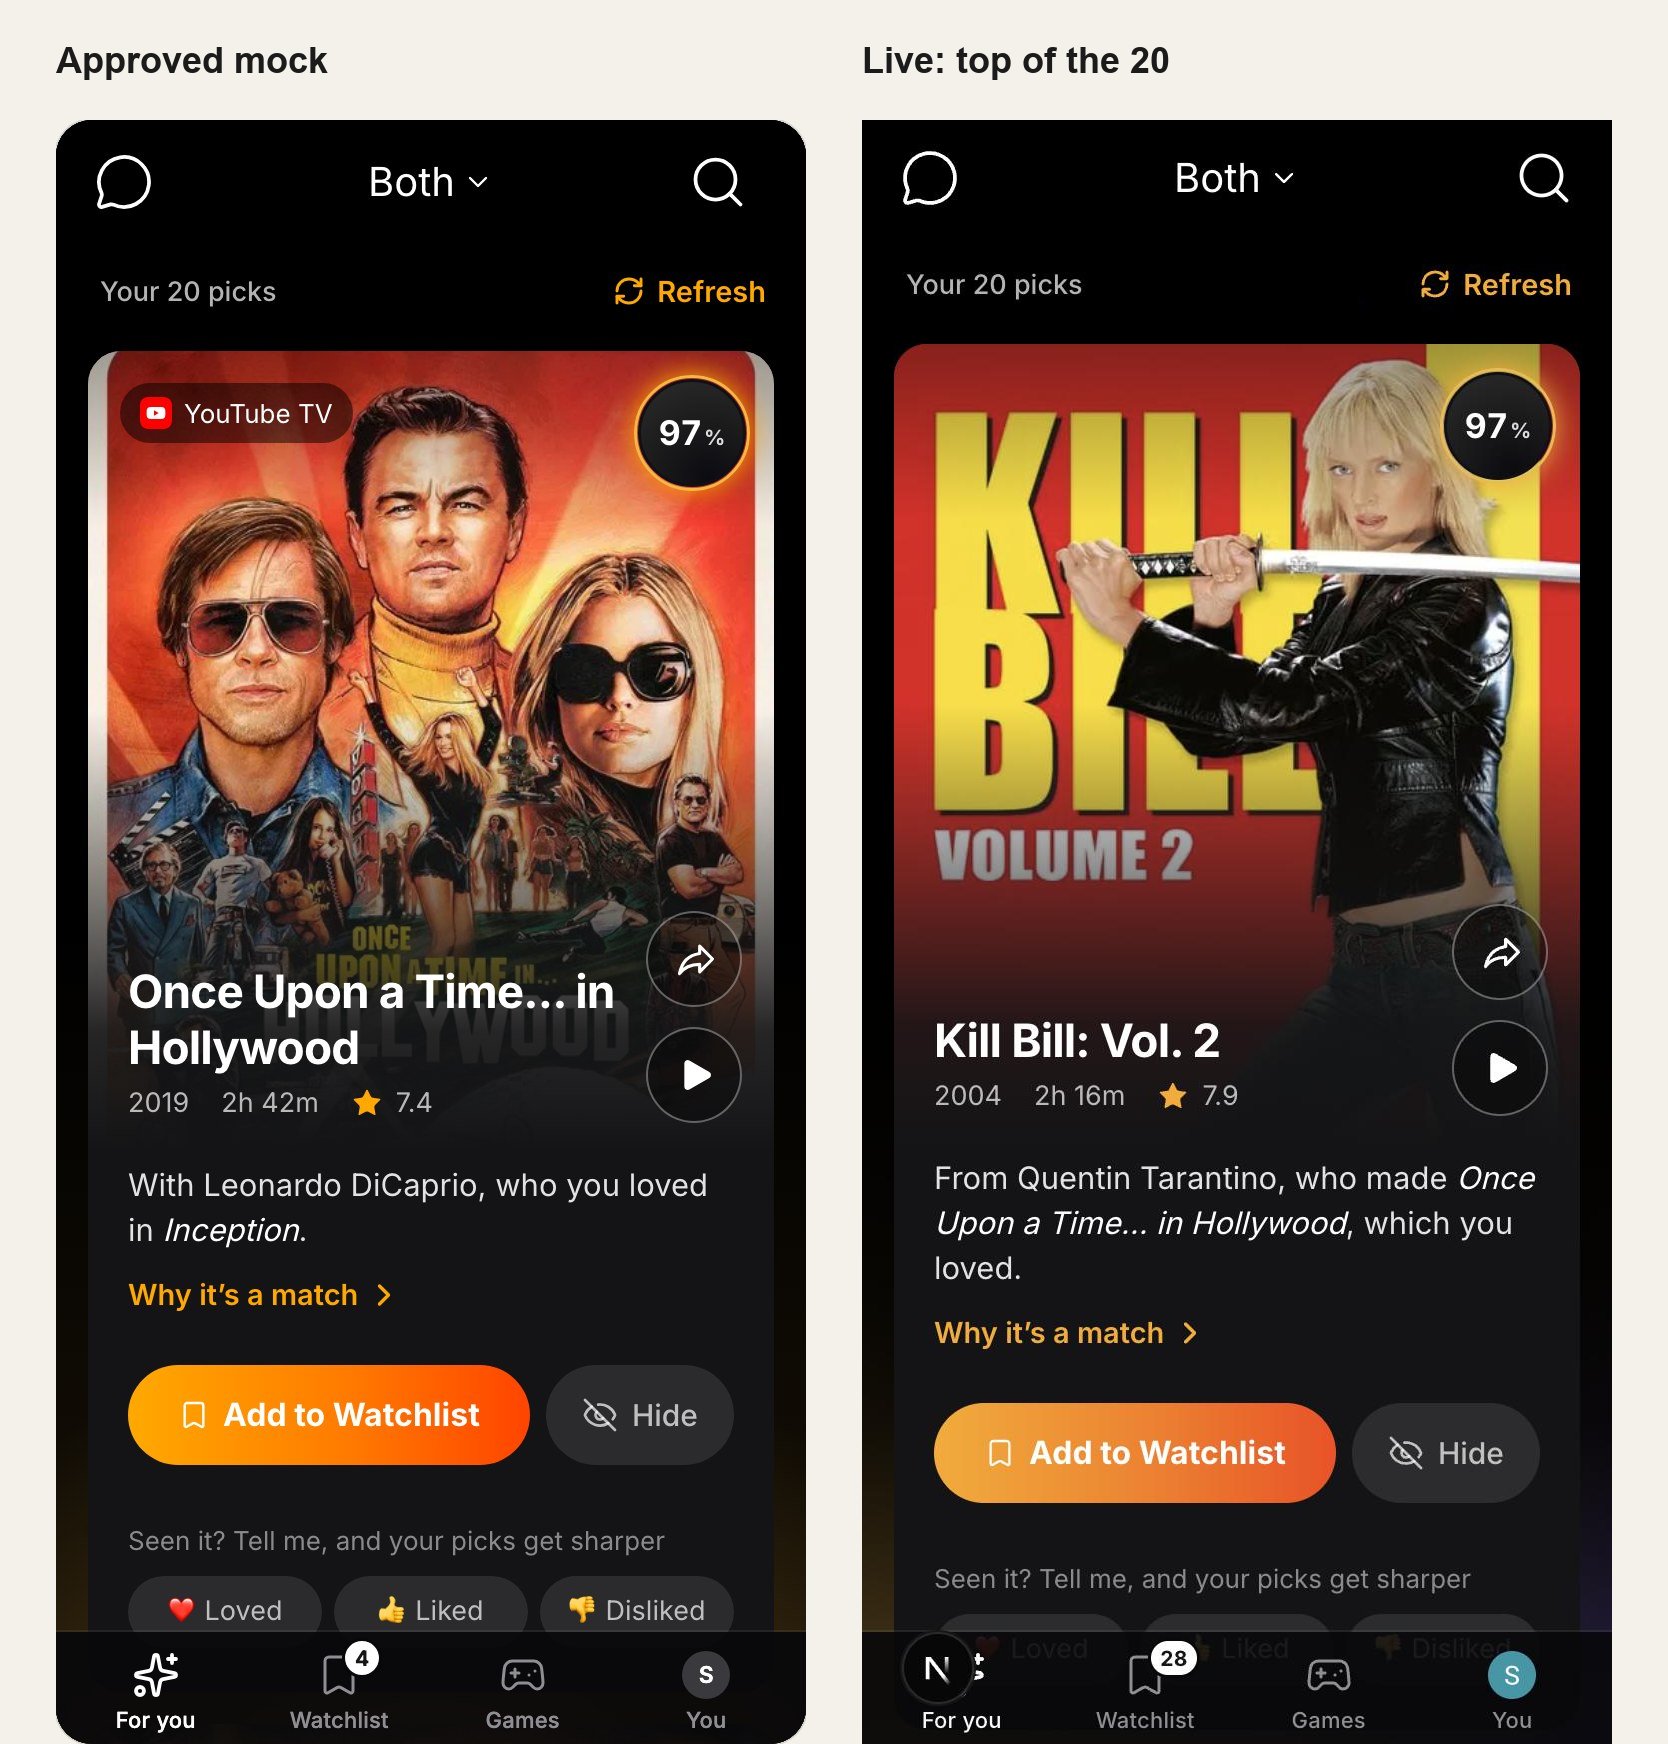 Approved mock
Both
Your 20 picks
Refresh
YouTube TV
97%
ONCE
UPON A TIME IN...
HOLLYWOOD
Once Upon a Time... in
Hollywood
2019 2h 42m 7.4
With Leonardo DiCaprio, who you loved
in Inception.
Why it’s a match
Add to Watchlist
Hide
Seen it? Tell me, and your picks get sharper
Loved
Liked
Disliked
4
S
For you
Watchlist
Games
You
Live: top of the 20
Both
Your 20 picks
Refresh
97%
KILL
BILL
VOLUME 2
Kill Bill: Vol. 2
2004 2h 16m 7.9
From Quentin Tarantino, who made Once
Upon a Time... in Hollywood, which you
loved.
Why it’s a match
Add to Watchlist
Hide
Seen it? Tell me, and your picks get sharper
Loved
Liked
Disliked
N
28
S
For you
Watchlist
Games
You